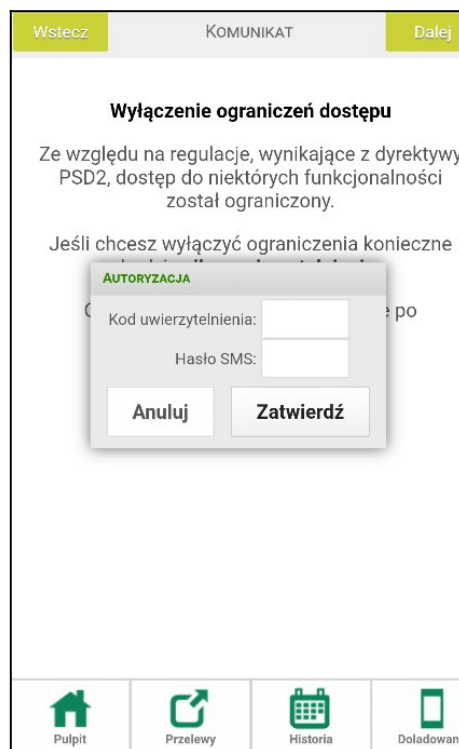 Wstecz
KOMUNIKAT
Dalej
Wyłączenie ograniczeń dostępu
Ze względu na regulacje, wynikające z dyrektywy
PSD2, dostęp do niektórych funkcjonalności
został ograniczony.
Jeśli chcesz wyłączyć ograniczenia konieczne
AUTORYZACJA
po
Kod uwierzytelnienia:
Hasło SMS:
Anuluj
Zatwierdź
Pulpit
Przelewy
Historia
Doładowan